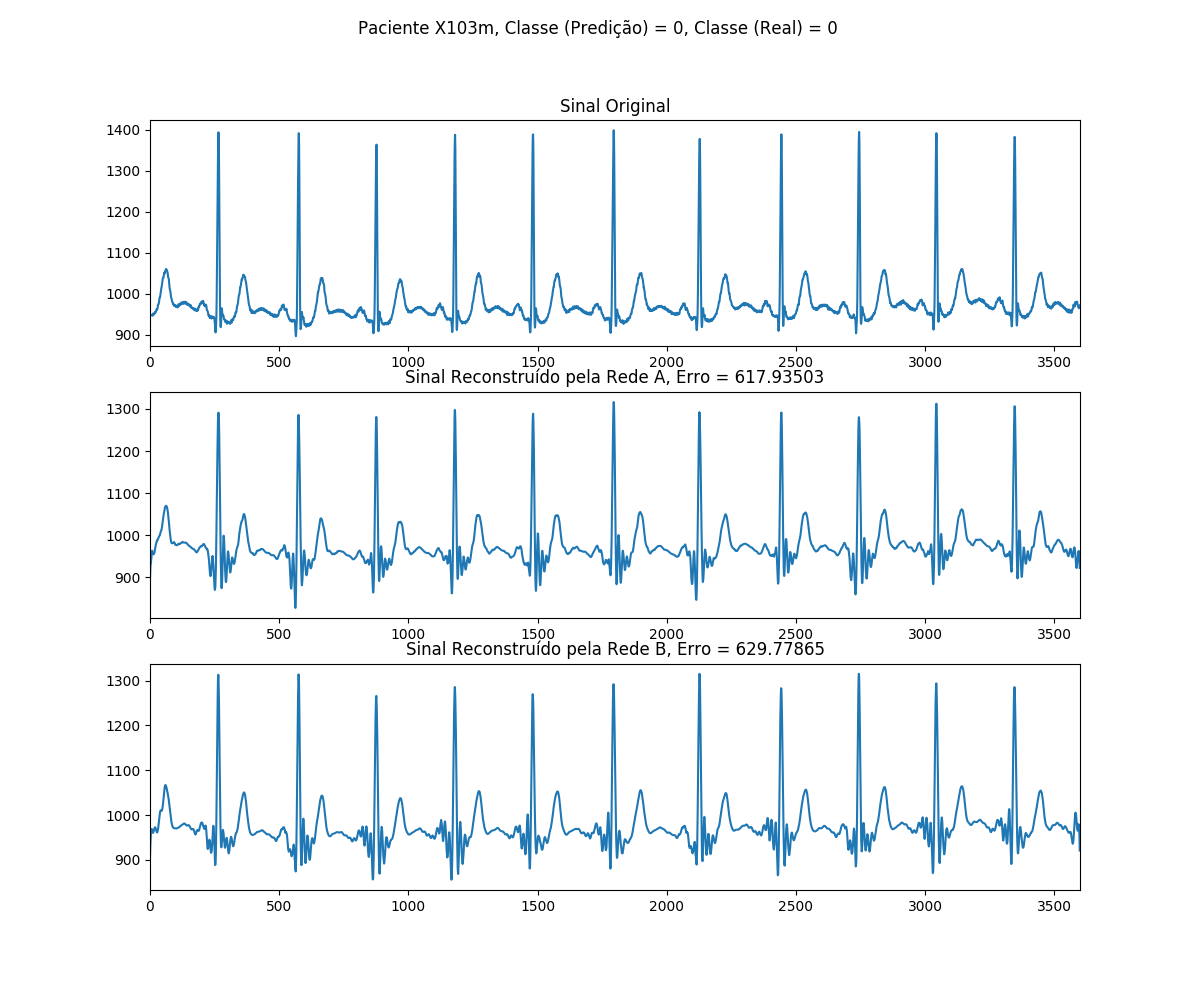 Paciente X103m, Classe (Predição) = 0, Classe (Real) = 0
Sinal Original
1400
1300
1200
1100
1000
900
0 500 1000 1500 2000 2500 3000 3500
Sinal Reconstruído pela Rede A, Erro = 617.93503
1300
1200
1100
1000
900
0 500 1000 1500 2000 2500 3000 3500
Sinal Reconstruído pela Rede B, Erro = 629.77865
1300
1200
1100
1000
900
0 500 1000 1500 2000 2500 3000 3500